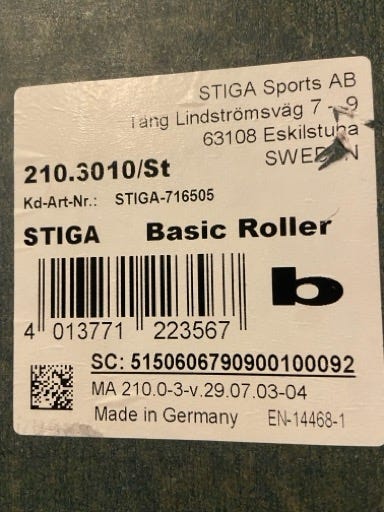 STIGA Sports AB
Täng Lindströmsväg 7 - 9
63108 Eskilstuna
SWEDEN
210.3010/St
Kd-Art-Nr.: STIGA-716505
STIGA Basic Roller
b
4 013771 223567
SC: 5150606790900100092
MA 210.0-3-v.29.07.03-04
Made in Germany EN-14468-1